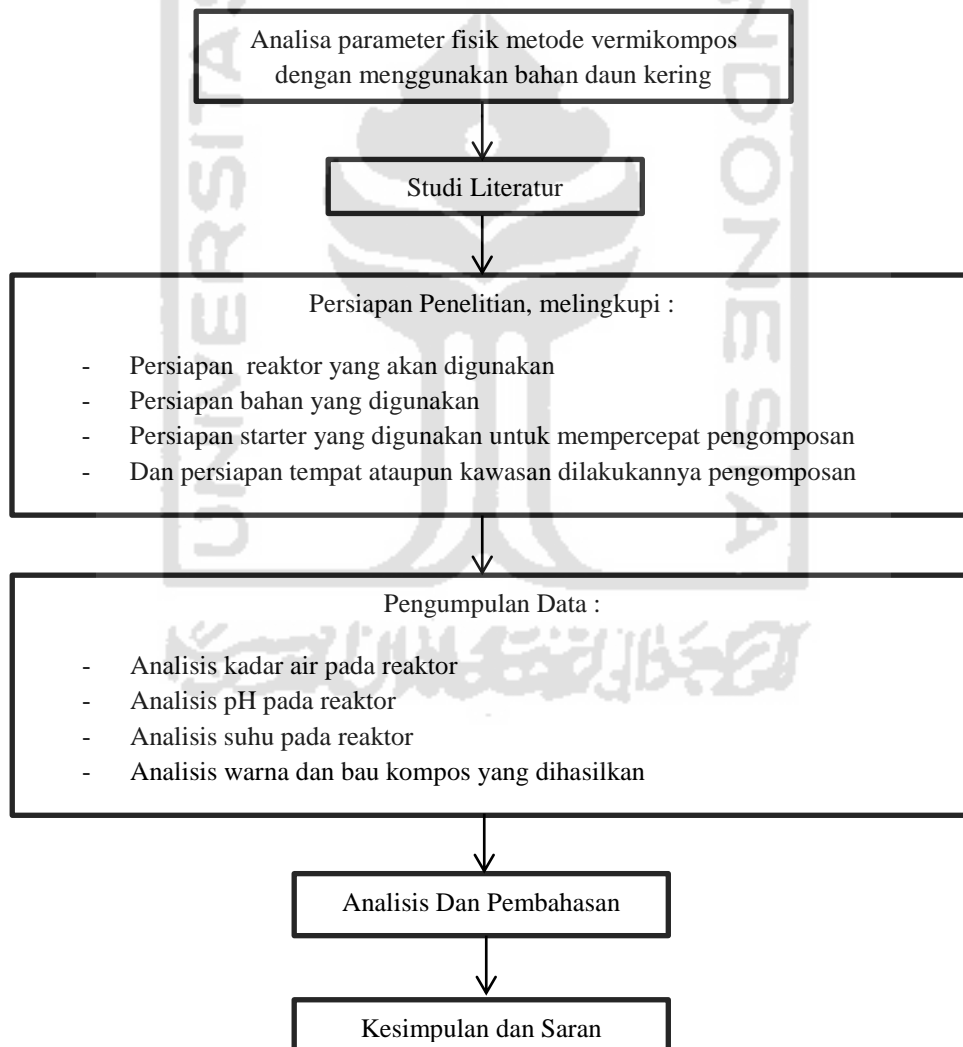 Analisa parameter fisik metode vermikompos
dengan menggunakan bahan daun kering
Studi Literatur
Persiapan Penelitian, melingkupi :
- Persiapan reaktor yang akan digunakan
- Persiapan bahan yang digunakan
- Persiapan starter yang digunakan untuk mempercepat pengomposan
- Dan persiapan tempat ataupun kawasan dilakukannya pengomposan
Pengumpulan Data :
- Analisis kadar air pada reaktor
- Analisis pH pada reaktor
- Analisis suhu pada reaktor
- Analisis warna dan bau kompos yang dihasilkan
Analisis Dan Pembahasan
Kesimpulan dan Saran
UNIVERSITAS
INDONESIA